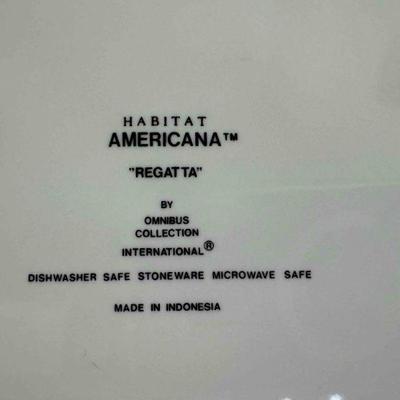 HABITAT
AMERICANA™
"REGATTA"
BY
OMNIBUS
COLLECTION
INTERNATIONAL®
DISHWASHER SAFE STONEWARE MICROWAVE SAFE
MADE IN INDONESIA